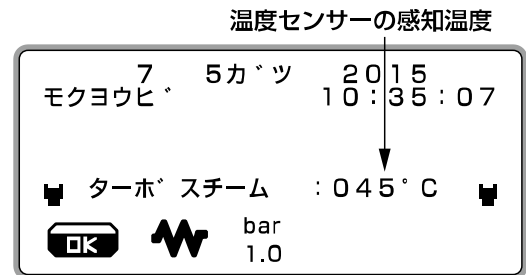 温度センサーの感知温度
7 5ガツ 2015
モクヨウビ 10:35:07
ターボ スチーム :045°C
OK bar
1.0